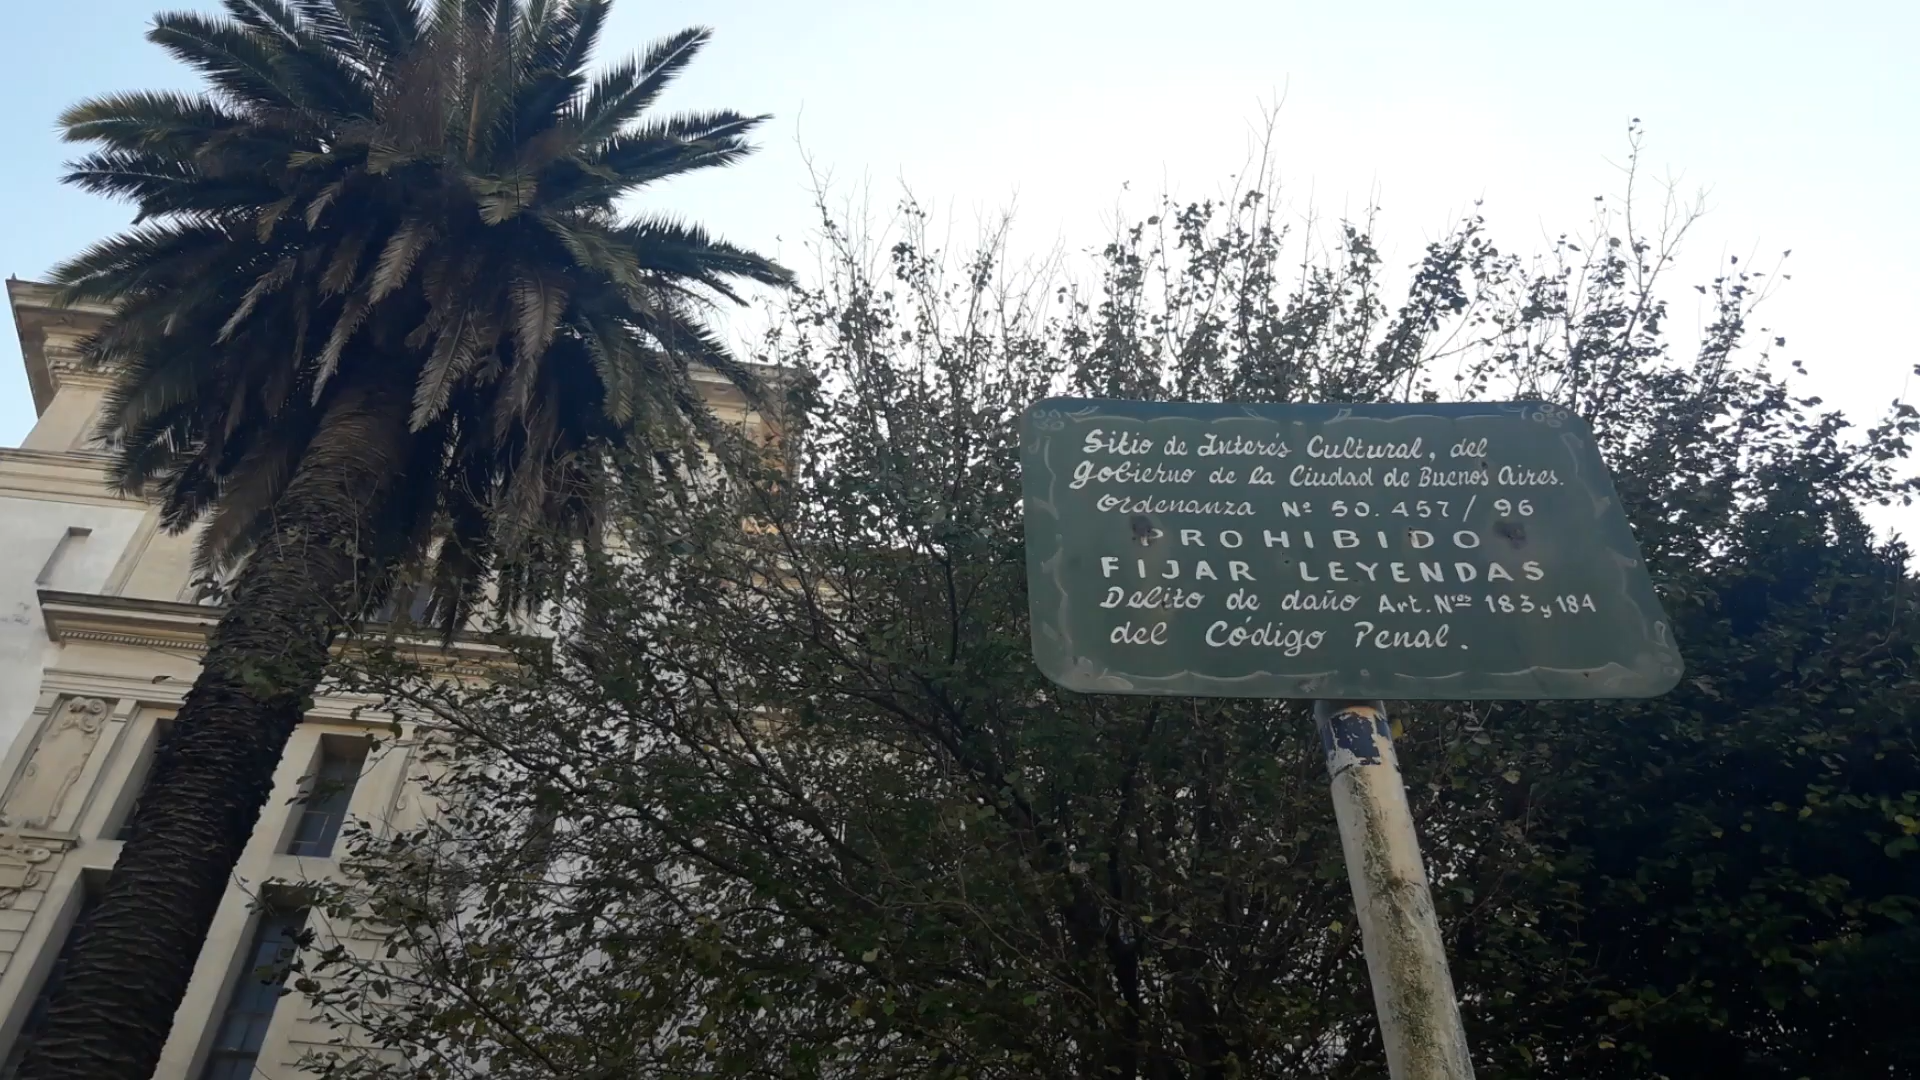 Sitio de Interés Cultural, del
Gobierno de la Ciudad de Buenos Aires.
Ordenanza Nº 50.457/96
PROHIBIDO
FIJAR LEYENDAS
Delito de daño Art. Nros 183 y 184
del Código Penal.